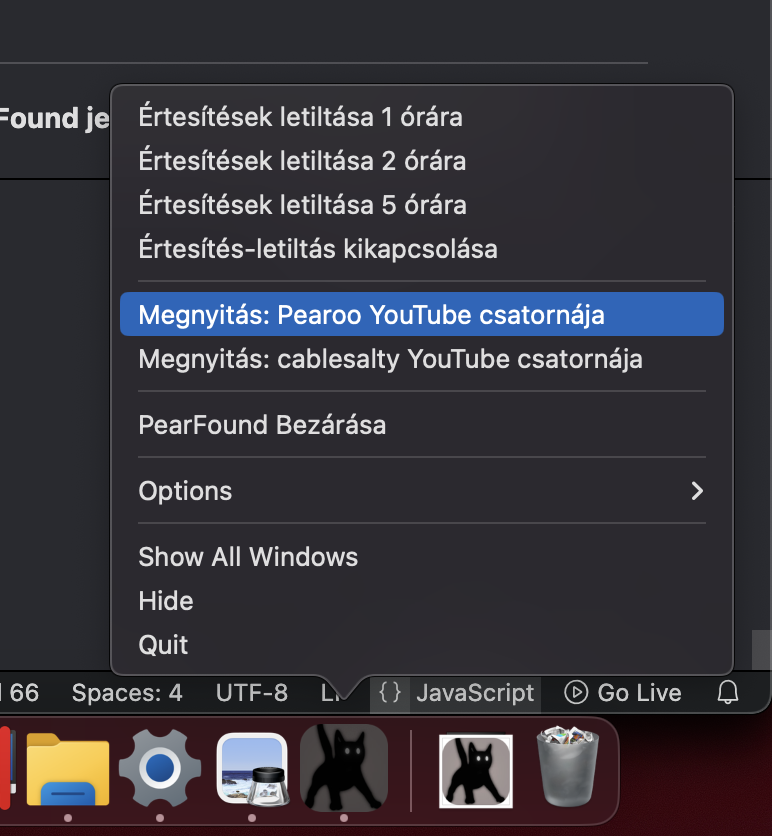 Found je
Értesítések letiltása 1 órára
Értesítések letiltása 2 órára
Értesítések letiltása 5 órára
Értesítés-letiltás kikapcsolása
Megnyitás: Pearoo YouTube csatornája
Megnyitás: cablesalty YouTube csatornája
PearFound Bezárása
Options
Show All Windows
Hide
Quit
66 Spaces: 4 UTF-8 {} JavaScript Go Live